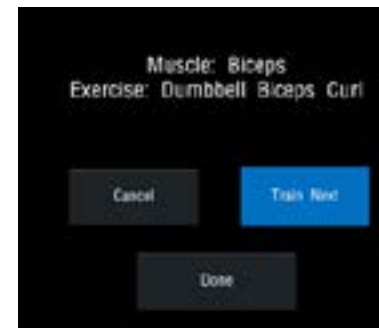 Muscle: Biceps
Exercise: Dumbbell Biceps Curl
Cancel
Train Next
Done